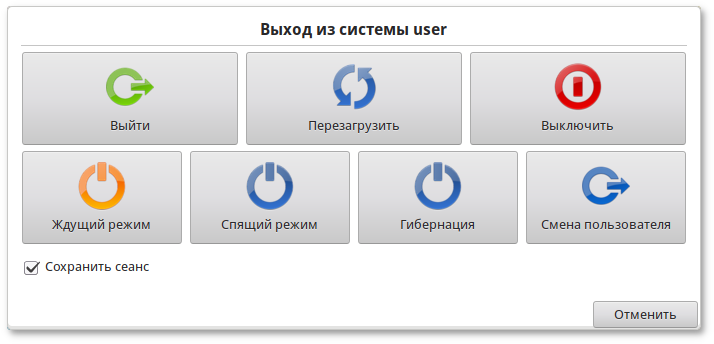 Выход из системы user
Выйти
Перезагрузить
Выключить
Ждущий режим
Спящий режим
Гибернация
Смена пользователя
Сохранить сеанс
Отменить